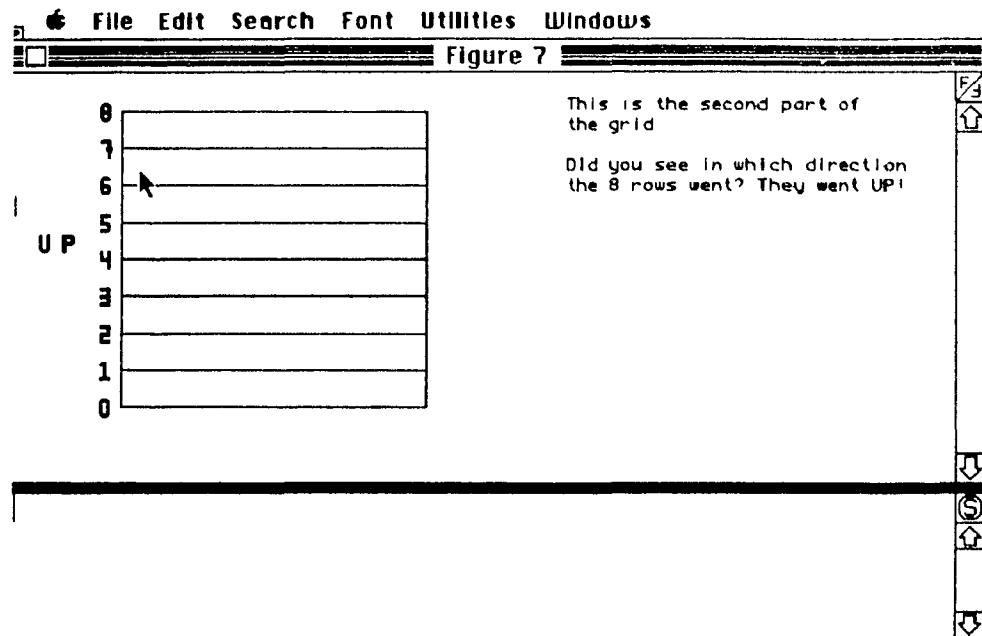 File Edit Search Font Utilities Windows
Figure 7
8
7
6
5
4
3
2
1
0
UP
This is the second part of
the grid
Did you see in which direction
the 8 rows went? They went UP!
S